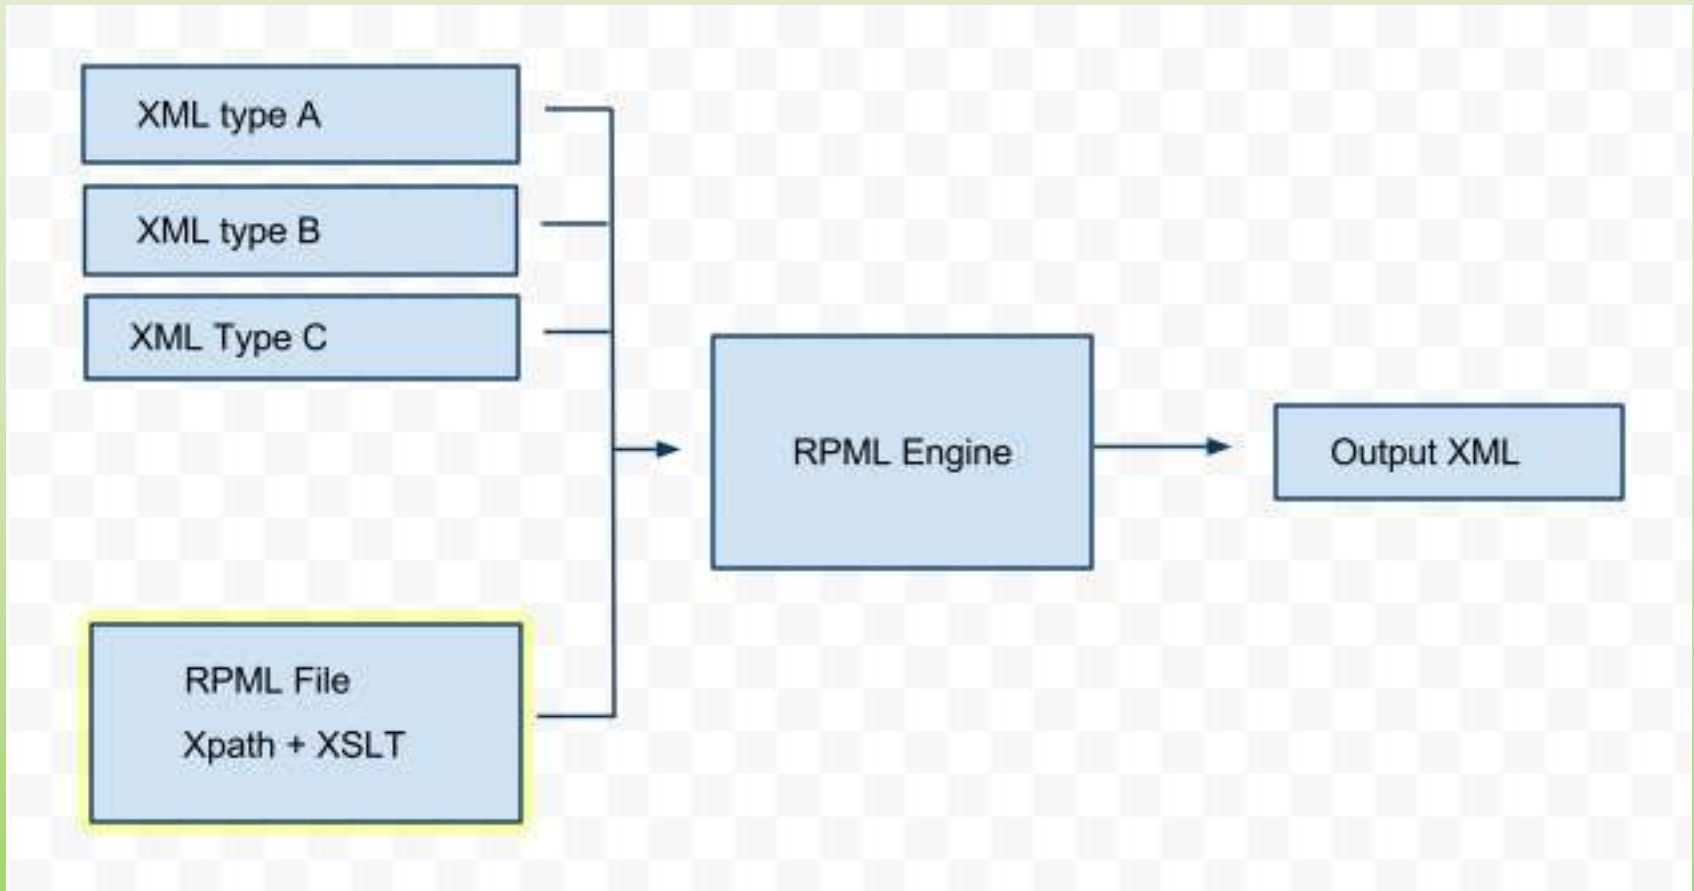 XML type A
XML type B
XML Type C
RPML Engine
Output XML
RPML File
Xpath + XSLT